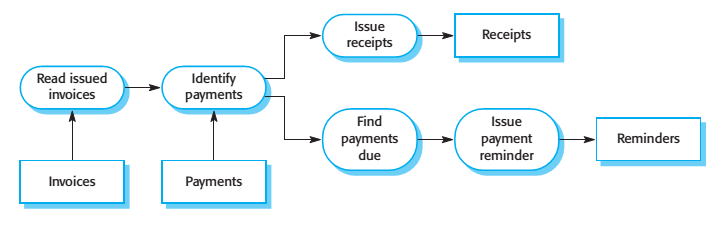 Read issued
invoices
Identify
payments
Issue
receipts
Receipts
Find
payments
due
Issue
payment
reminder
Reminders
Invoices
Payments